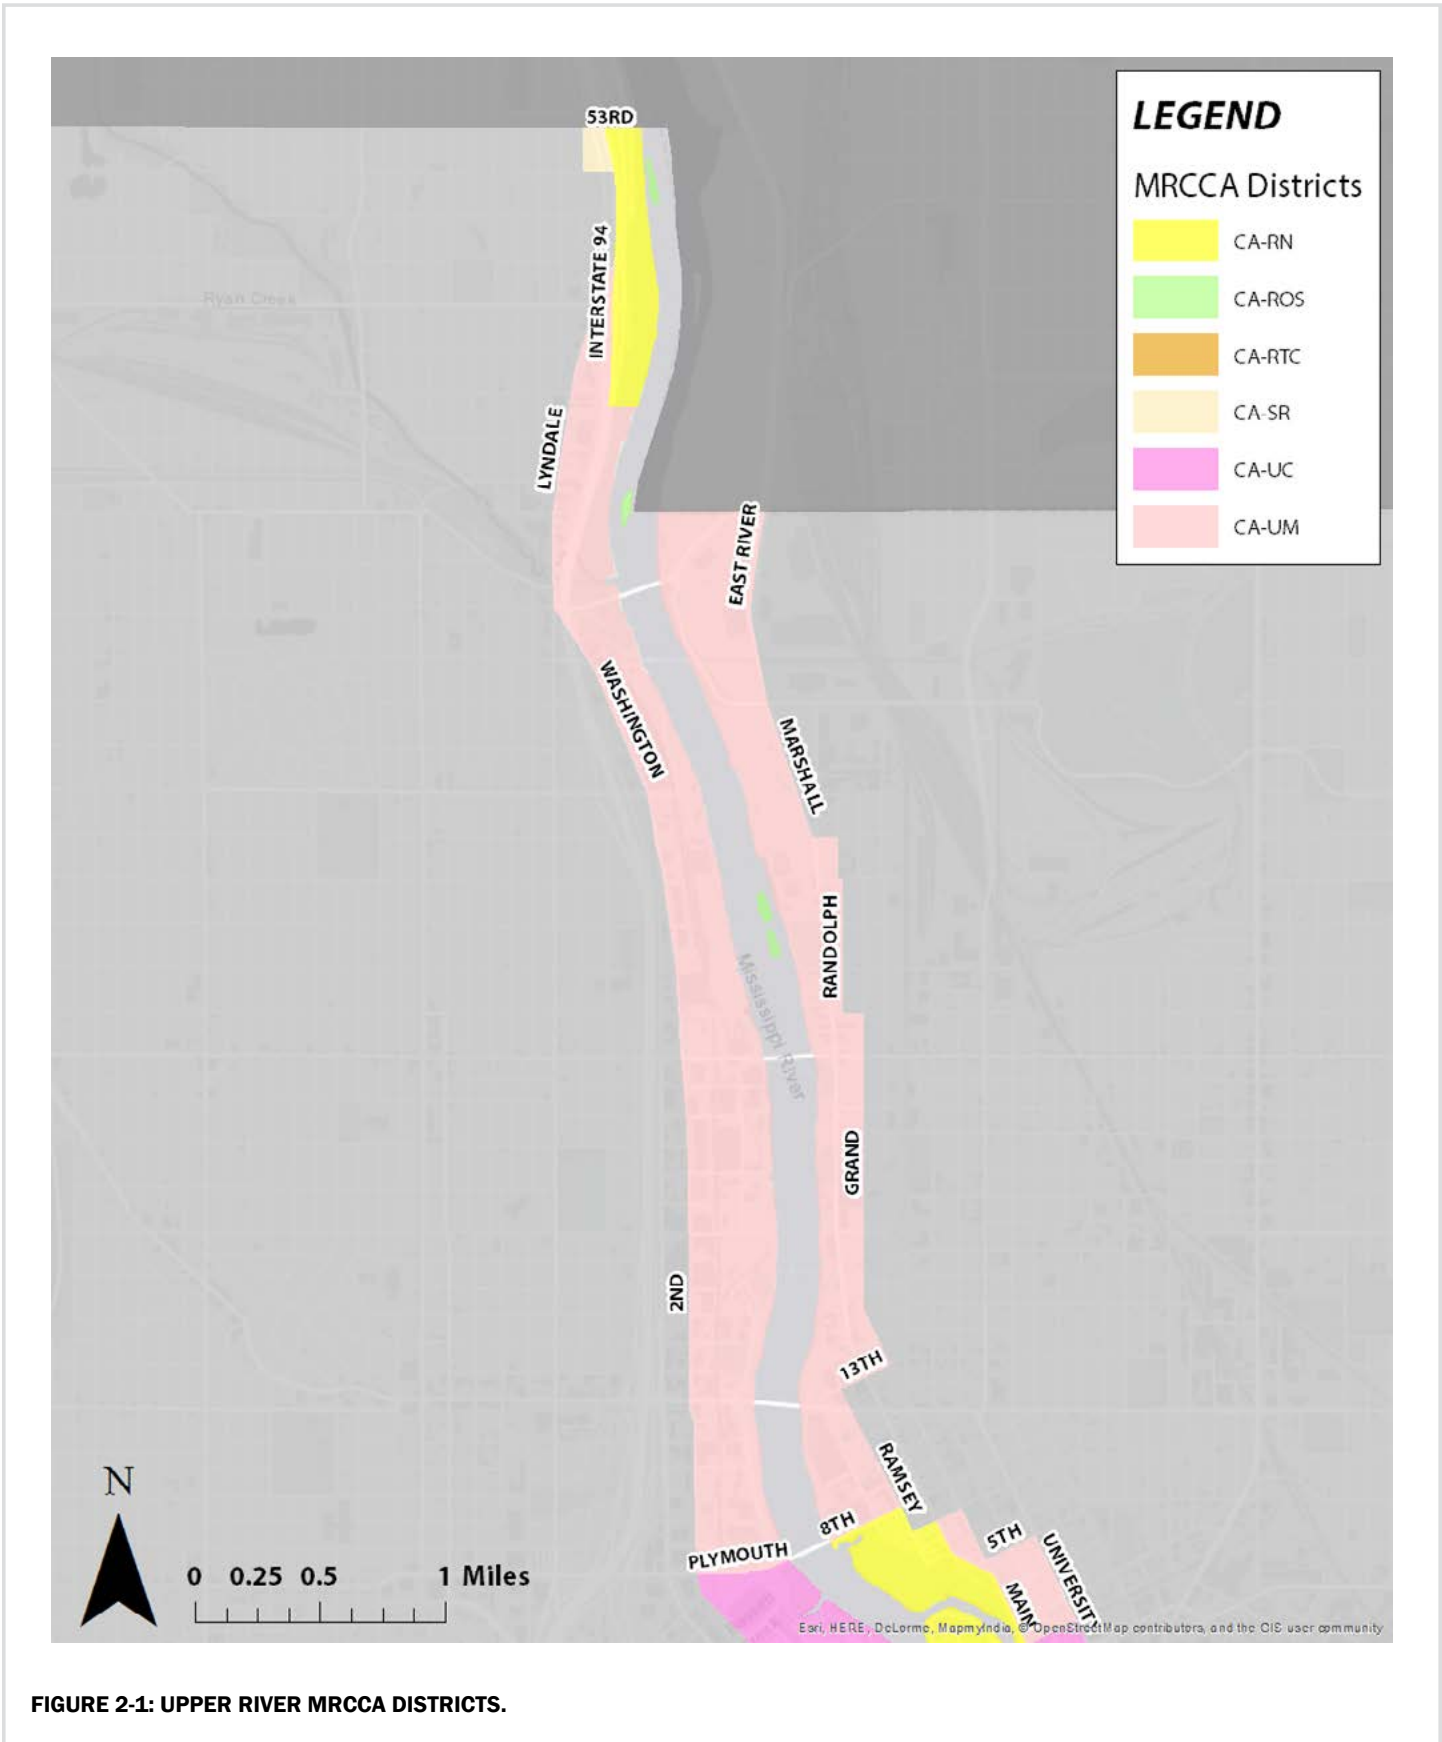 53RD
LEGEND
MRCCA Districts
CA-RN
CA-ROS
CA-RTC
CA-SR
CA-UC
CA-UM
INTERSTATE 94
Ryan Creek
LYNDALE
EAST RIVER
WASHINGTON
MARSHALL
RANDOLPH
Mississippi River
GRAND
2ND
13TH
RAMSEY
8TH
5TH
UNIVERSITY
PLYMOUTH
MAIN
N
0 0.25 0.5 1 Miles
Esri, HERE, DeLorme, MapmyIndia, © OpenStreetMap contributors, and the GIS user community
FIGURE 2-1: UPPER RIVER MRCCA DISTRICTS.